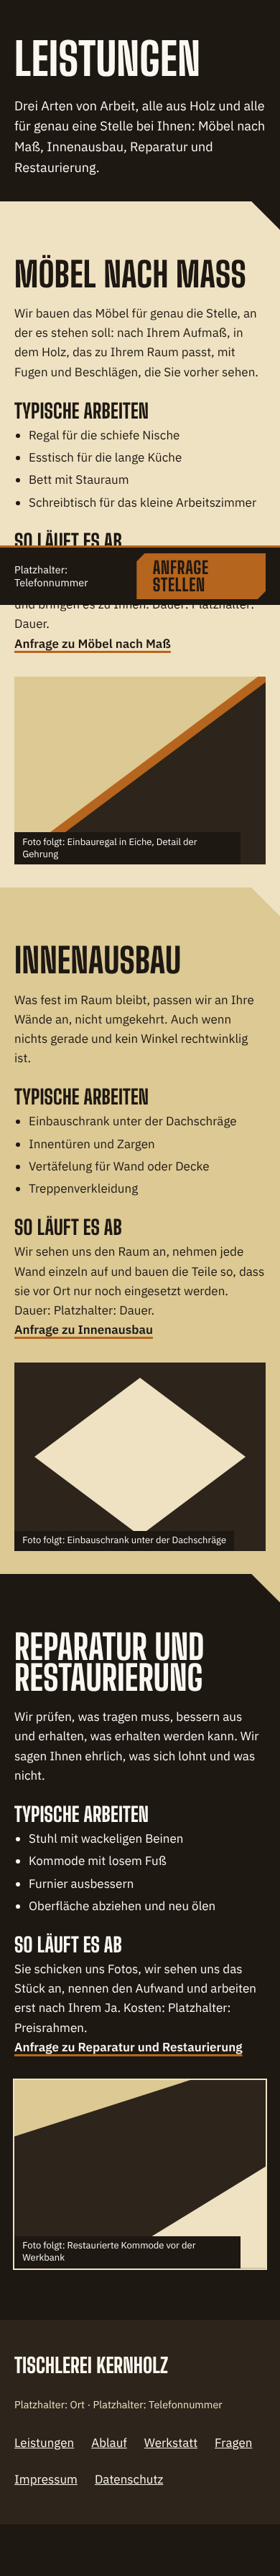 LEISTUNGEN
Drei Arten von Arbeit, alle aus Holz und alle
für genau eine Stelle bei Ihnen: Möbel nach
Maß, Innenausbau, Reparatur und
Restaurierung.
MÖBEL NACH MASS
Wir bauen das Möbel für genau die Stelle, an
der es stehen soll: nach Ihrem Aufmaß, in
dem Holz, das zu Ihrem Raum passt, mit
Fugen und Beschlägen, die Sie vorher sehen.
TYPISCHE ARBEITEN
• Regal für die schiefe Nische
• Esstisch für die lange Küche
• Bett mit Stauraum
• Schreibtisch für das kleine Arbeitszimmer
SO LÄUFT ES AB
Platzhalter:
Telefonnummer
ANFRAGE
STELLEN
und bringen es zu Ihnen. Dauer: Platzhalter:
Dauer.
Anfrage zu Möbel nach Maß
Foto folgt: Einbauregal in Eiche, Detail der
Gehrung
INNENAUSBAU
Was fest im Raum bleibt, passen wir an Ihre
Wände an, nicht umgekehrt. Auch wenn
nichts gerade und kein Winkel rechtwinklig
ist.
TYPISCHE ARBEITEN
• Einbauschrank unter der Dachschräge
• Innentüren und Zargen
• Vertäfelung für Wand oder Decke
• Treppenverkleidung
SO LÄUFT ES AB
Wir sehen uns den Raum an, nehmen jede
Wand einzeln auf und bauen die Teile so, dass
sie vor Ort nur noch eingesetzt werden.
Dauer: Platzhalter: Dauer.
Anfrage zu Innenausbau
Foto folgt: Einbauschrank unter der Dachschräge
REPARATUR UND
RESTAURIERUNG
Wir prüfen, was tragen muss, bessern aus
und erhalten, was erhalten werden kann. Wir
sagen Ihnen ehrlich, was sich lohnt und was
nicht.
TYPISCHE ARBEITEN
• Stuhl mit wackeligen Beinen
• Kommode mit losem Fuß
• Furnier ausbessern
• Oberfläche abziehen und neu ölen
SO LÄUFT ES AB
Sie schicken uns Fotos, wir sehen uns das
Stück an, nennen den Aufwand und arbeiten
erst nach Ihrem Ja. Kosten: Platzhalter:
Preisrahmen.
Anfrage zu Reparatur und Restaurierung
Foto folgt: Restaurierte Kommode vor der
Werkbank
TISCHLEREI KERNHOLZ
Platzhalter: Ort · Platzhalter: Telefonnummer
Leistungen Ablauf Werkstatt Fragen
Impressum Datenschutz